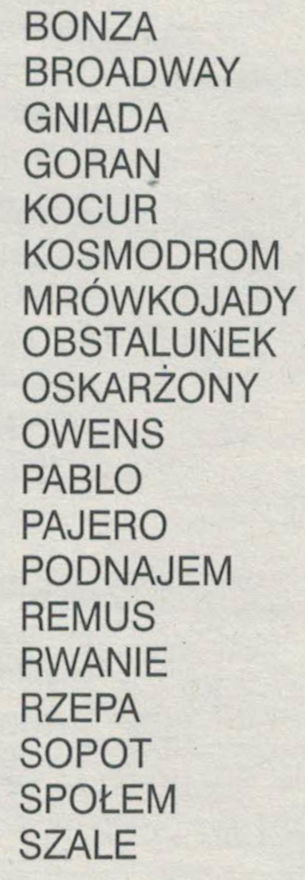 BONZA
BROADWAY
GNIADA
GORAN
KOCUR
KOSMODROM
MRÓWKOJADY
OBSTALUNEK
OSKARŻONY
OWENS
PABLO
PAJERO
PODNAJEM
REMUS
RWANIE
RZEPA
SOPOT
SPOŁEM
SZALE